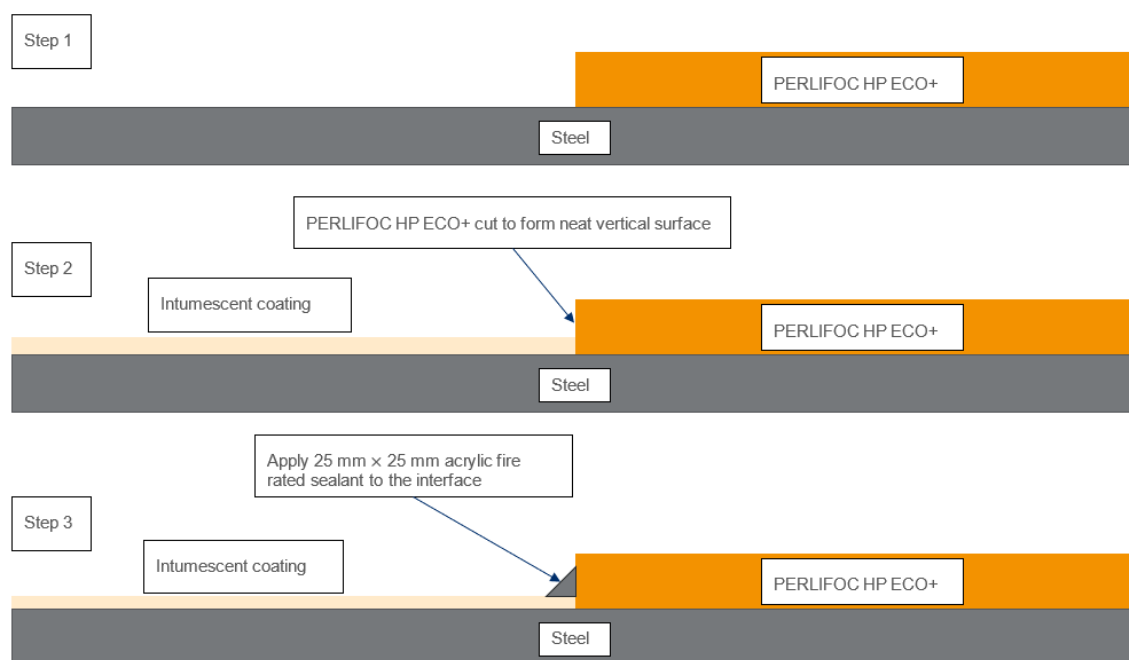 Step 1
PERLIFOC HP ECO+
Steel
PERLIFOC HP ECO+ cut to form neat vertical surface
Step 2
Intumescent coating
PERLIFOC HP ECO+
Steel
Apply 25 mm × 25 mm acrylic fire
rated sealant to the interface
Step 3
Intumescent coating
PERLIFOC HP ECO+
Steel